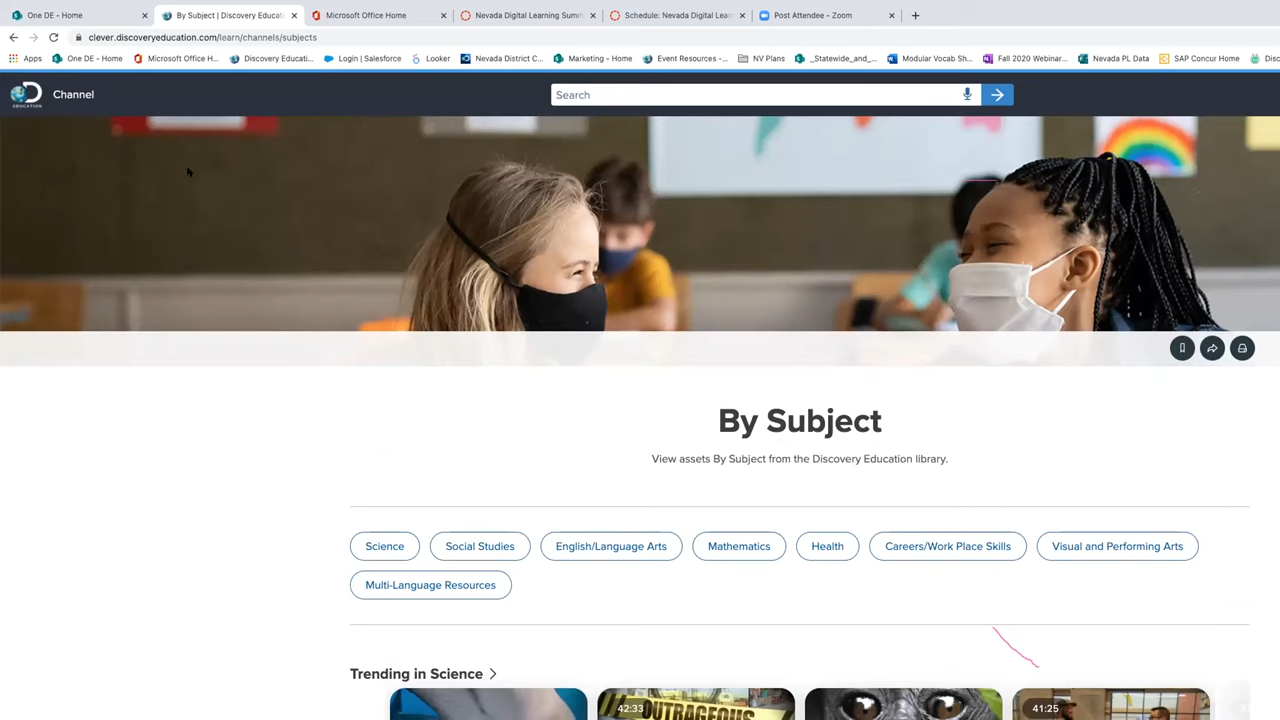 One DE - Home
By Subject | Discovery Educati
Microsoft Office Home
Nevada Digital Learning Summ
Schedule: Nevada Digital Lear
Post Attendee - Zoom
clever.discoveryeducation.com/learn/channels/subjects
Apps
One DE - Home
Microsoft Office H...
Discovery Educati...
Login | Salesforce
Looker
Nevada District C...
Marketing - Home
Event Resources -...
NV Plans
_Statewide_and_...
Modular Vocab Sh...
Fall 2020 Webinar...
Nevada PL Data
SAP Concur Home
Disc
EDUCATION
Channel
Search
By Subject
View assets By Subject from the Discovery Education library.
Science
Social Studies
English/Language Arts
Mathematics
Health
Careers/Work Place Skills
Visual and Performing Arts
Multi-Language Resources
Trending in Science
42:33
OUTRAGEOUS
41:25